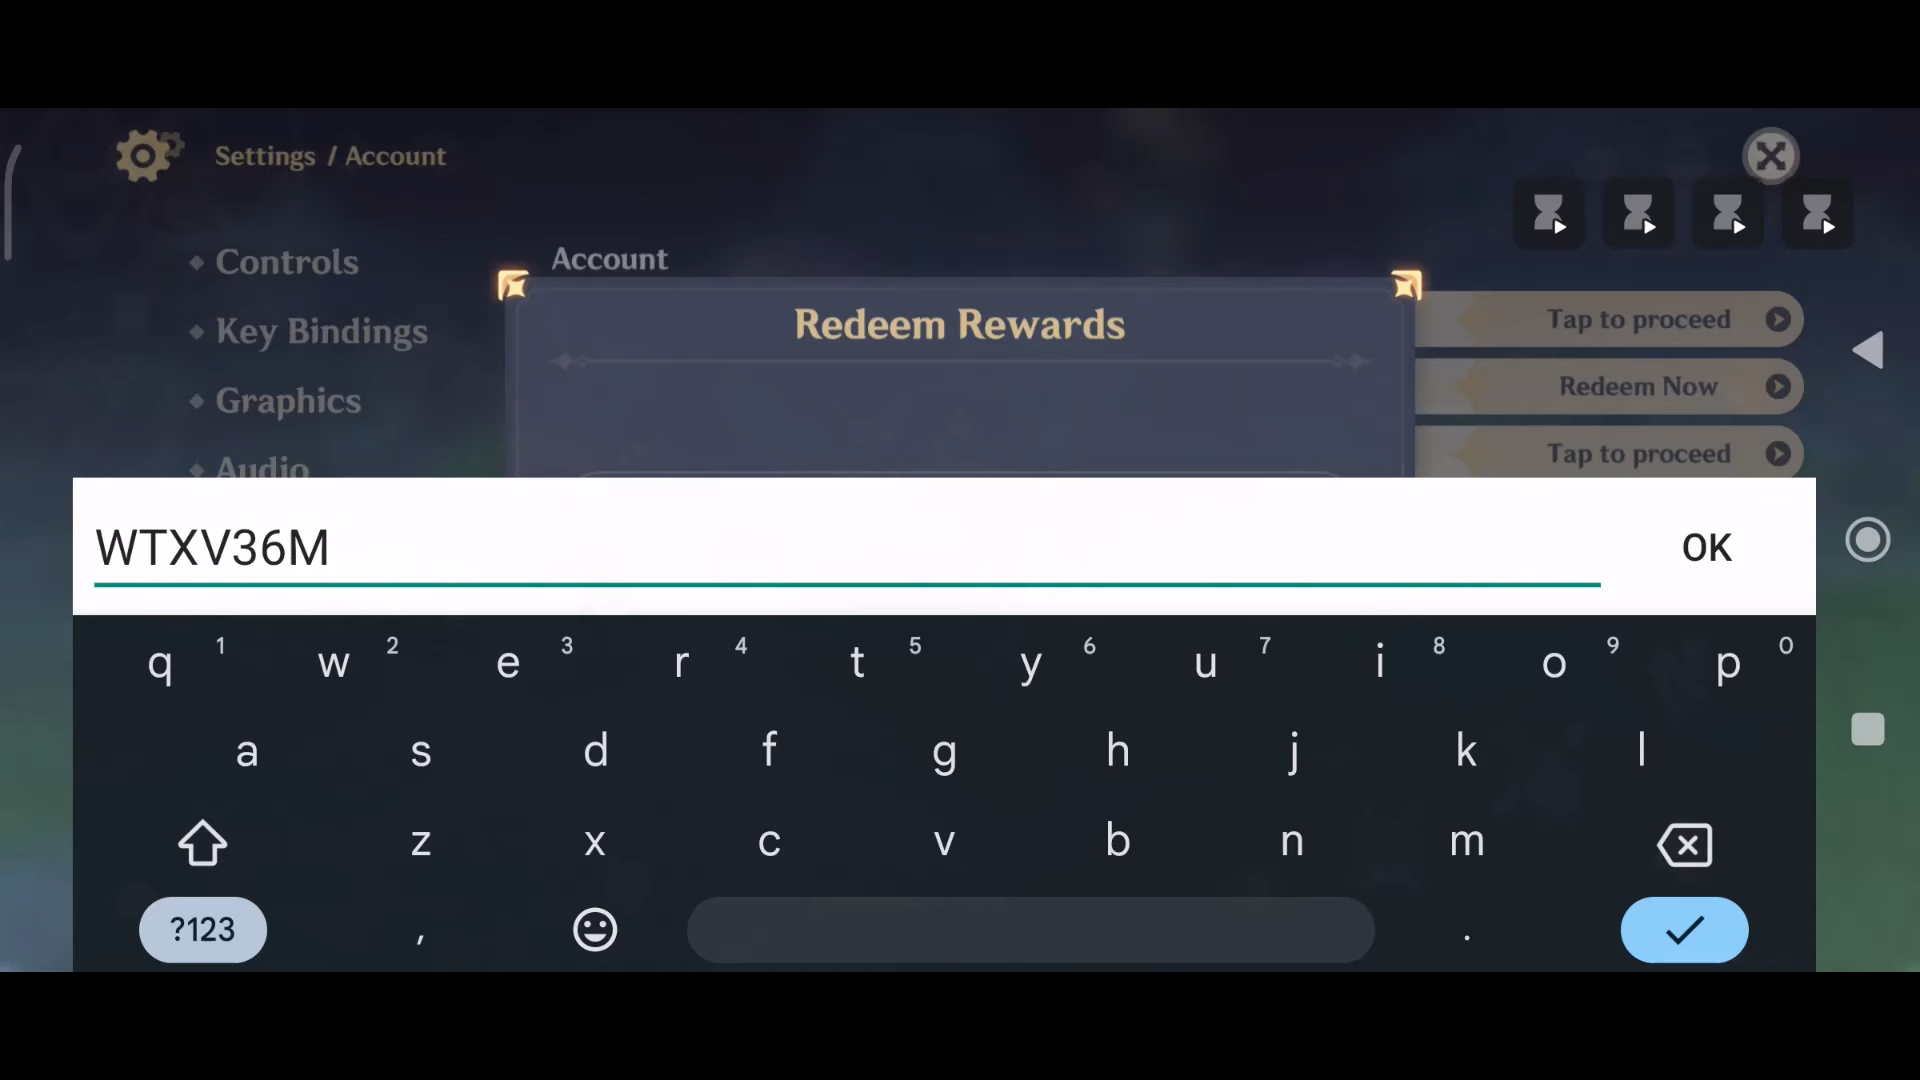 Settings / Account
Controls
Account
Key Bindings
Redeem Rewards
Tap to proceed
Graphics
Redeem Now
Audio
Tap to proceed
WTXV36M
OK
q 1 w 2 e 3 r 4 t 5 y 6 u 7 i 8 o 9 p 0
a s d f g h j k l
z x c v b n m
?123 , .